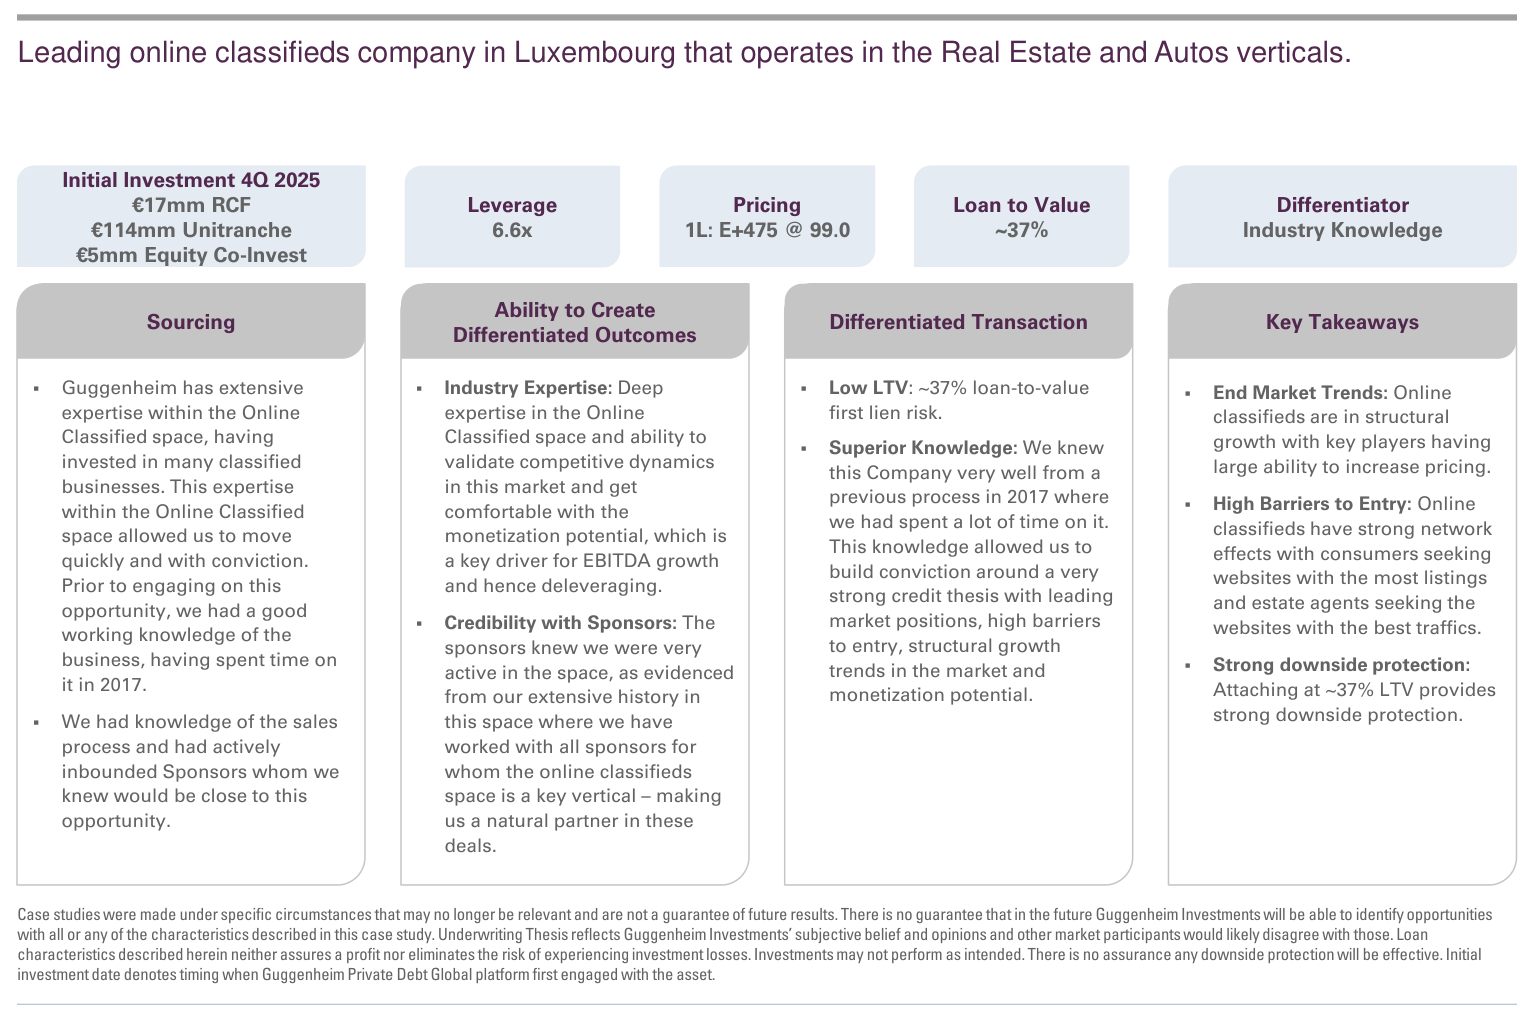 Leading online classifieds company in Luxembourg that operates in the Real Estate and Autos verticals.
Initial Investment 4Q 2025
€17mm RCF
€114mm Unitranche
€5mm Equity Co-Invest
Leverage
6.6x
Pricing
1L: E+475 @ 99.0
Loan to Value
~37%
Differentiator
Industry Knowledge
Sourcing
▪ Guggenheim has extensive
expertise within the Online
Classified space, having
invested in many classified
businesses. This expertise
within the Online Classified
space allowed us to move
quickly and with conviction.
Prior to engaging on this
opportunity, we had a good
working knowledge of the
business, having spent time on
it in 2017.
▪ We had knowledge of the sales
process and had actively
inbounded Sponsors whom we
knew would be close to this
opportunity.
Ability to Create
Differentiated Outcomes
▪ Industry Expertise: Deep
expertise in the Online
Classified space and ability to
validate competitive dynamics
in this market and get
comfortable with the
monetization potential, which is
a key driver for EBITDA growth
and hence deleveraging.
▪ Credibility with Sponsors: The
sponsors knew we were very
active in the space, as evidenced
from our extensive history in
this space where we have
worked with all sponsors for
whom the online classifieds
space is a key vertical – making
us a natural partner in these
deals.
Differentiated Transaction
▪ Low LTV: ~37% loan-to-value
first lien risk.
▪ Superior Knowledge: We knew
this Company very well from a
previous process in 2017 where
we had spent a lot of time on it.
This knowledge allowed us to
build conviction around a very
strong credit thesis with leading
market positions, high barriers
to entry, structural growth
trends in the market and
monetization potential.
Key Takeaways
▪ End Market Trends: Online
classifieds are in structural
growth with key players having
large ability to increase pricing.
▪ High Barriers to Entry: Online
classifieds have strong network
effects with consumers seeking
websites with the most listings
and estate agents seeking the
websites with the best traffics.
▪ Strong downside protection:
Attaching at ~37% LTV provides
strong downside protection.
Case studies were made under specific circumstances that may no longer be relevant and are not a guarantee of future results. There is no guarantee that in the future Guggenheim Investments will be able to identify opportunities
with all or any of the characteristics described in this case study. Underwriting Thesis reflects Guggenheim Investments’ subjective belief and opinions and other market participants would likely disagree with those. Loan
characteristics described herein neither assures a profit nor eliminates the risk of experiencing investment losses. Investments may not perform as intended. There is no assurance any downside protection will be effective. Initial
investment date denotes timing when Guggenheim Private Debt Global platform first engaged with the asset.